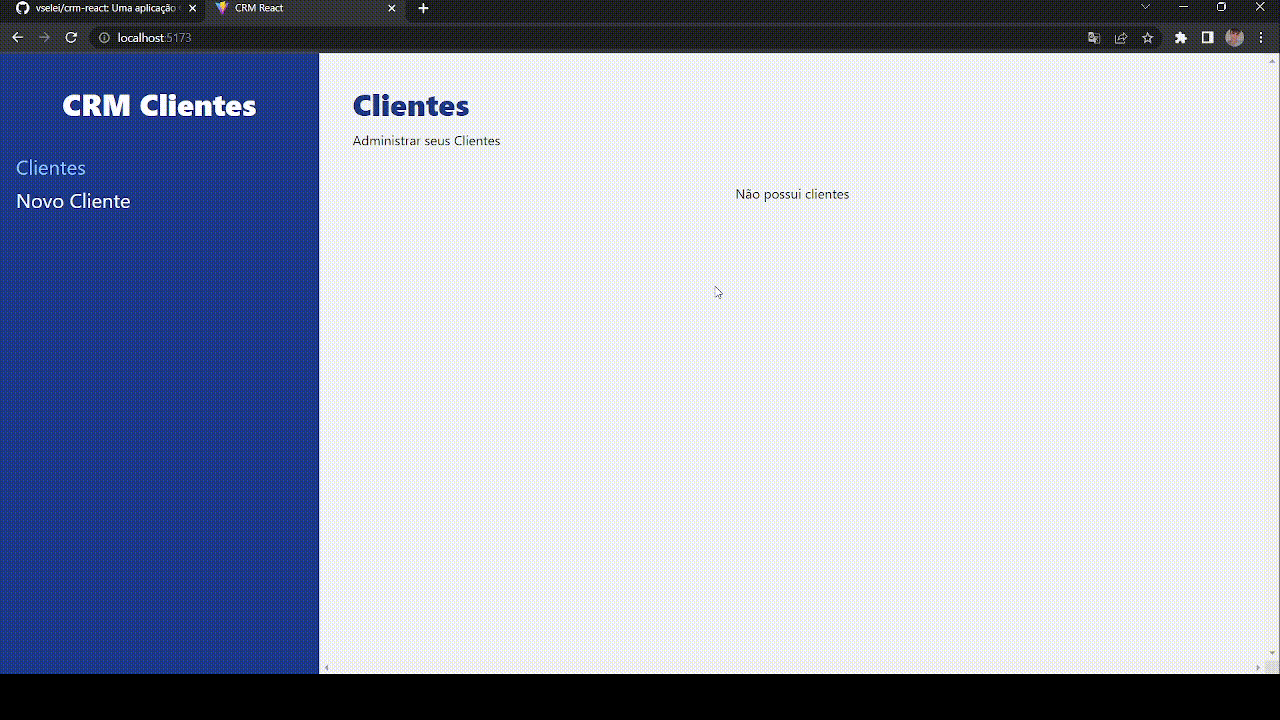 vselei/crm-react: Uma aplicação
CRM React
localhost:5173
CRM Clientes
Clientes
Novo Cliente
Clientes
Administrar seus Clientes
Não possui clientes